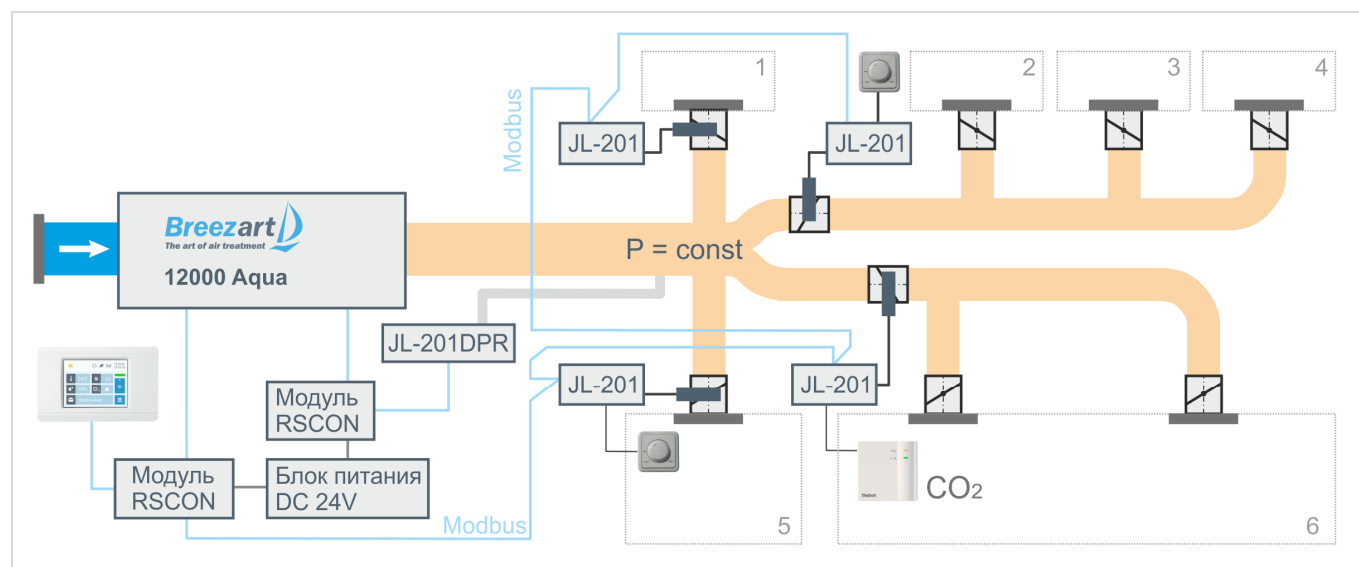 1
2
3
4
Modbus
JL-201
JL-201
Breezart
The art of air treatment
12000 Aqua
P = const
JL-201DPR
JL-201
JL-201
Модуль
RSCON
Модуль
RSCON
Блок питания
DC 24V
CO2
Modbus
5
6